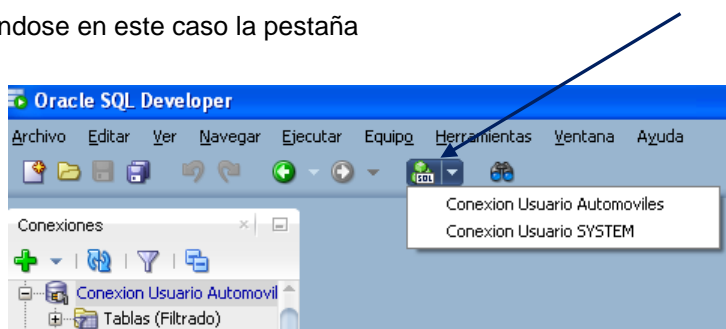 ndose en este caso la pestaña
Oracle SQL Developer
Archivo Editar Ver Navegar Ejecutar Equipo Herramientas Ventana Ayuda
SQL
Conexion Usuario Automoviles
Conexion Usuario SYSTEM
Conexiones
Conexion Usuario Automovil
Tablas (Filtrado)